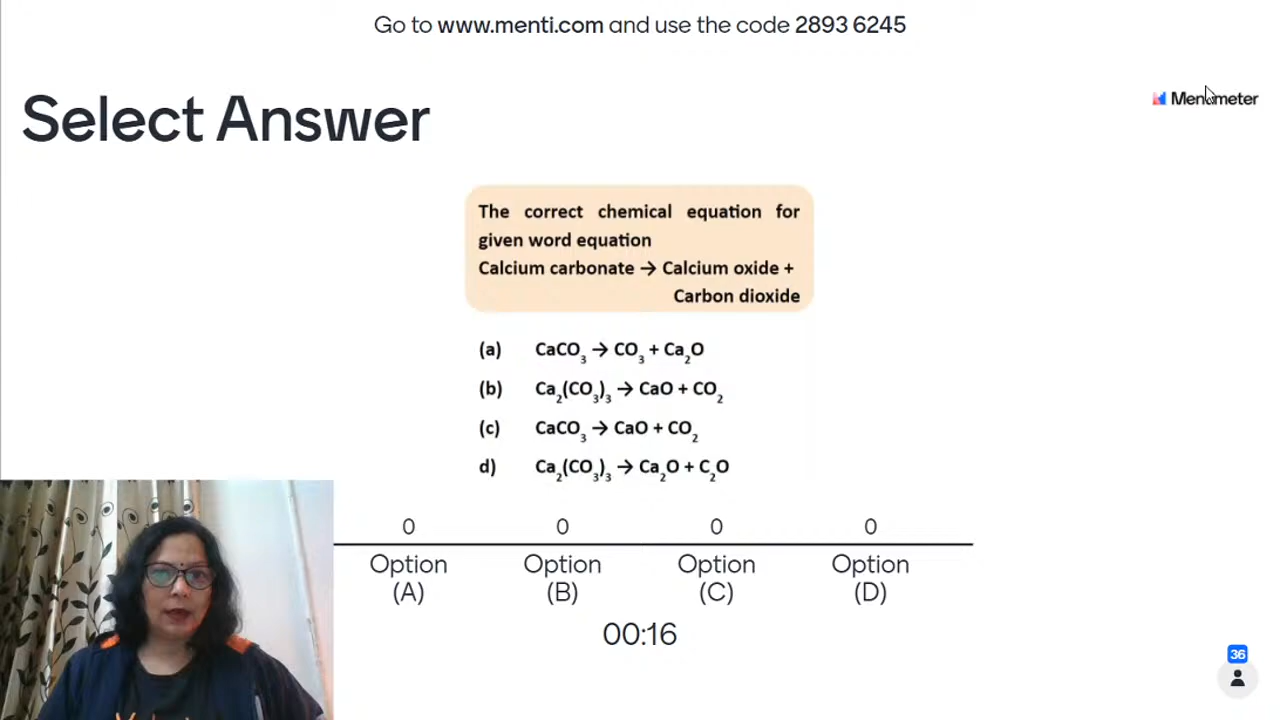 Go to www.menti.com and use the code 2893 6245
Select Answer
Mentimeter
The correct chemical equation for
given word equation
Calcium carbonate → Calcium oxide +
Carbon dioxide
(a) CaCO₃ → CO₃ + Ca₂O
(b) Ca₂(CO₃)₃ → CaO + CO₂
(c) CaCO₃ → CaO + CO₂
d) Ca₂(CO₃)₃ → Ca₂O + C₂O
0 0 0 0
Option Option Option Option
(A) (B) (C) (D)
00:16
36